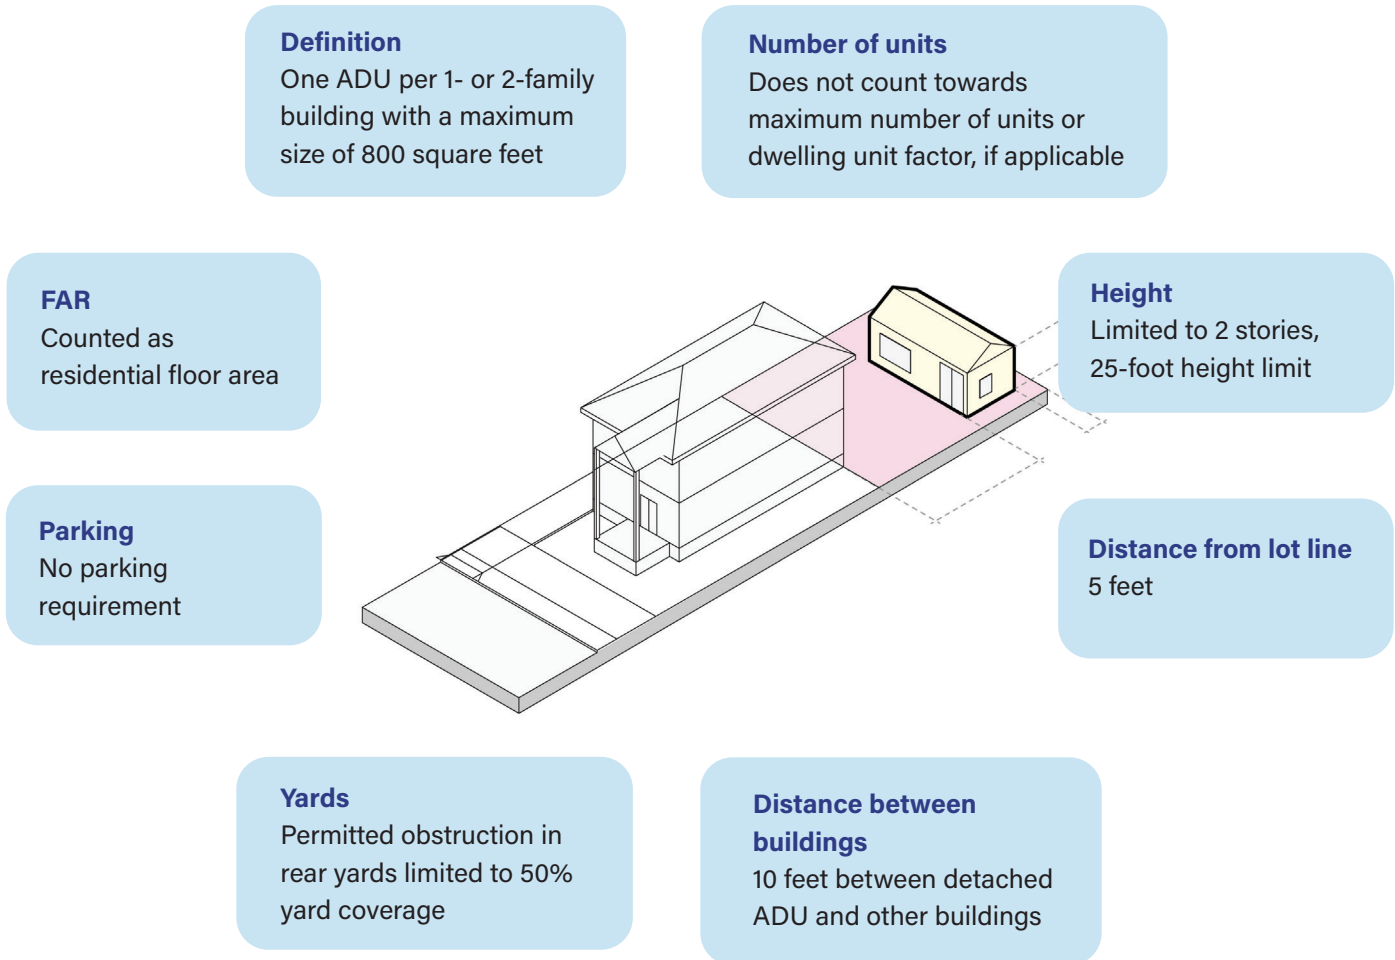 Definition
One ADU per 1- or 2-family
building with a maximum
size of 800 square feet
Number of units
Does not count towards
maximum number of units or
dwelling unit factor, if applicable
FAR
Counted as
residential floor area
Height
Limited to 2 stories,
25-foot height limit
Parking
No parking
requirement
Distance from lot line
5 feet
Yards
Permitted obstruction in
rear yards limited to 50%
yard coverage
Distance between
buildings
10 feet between detached
ADU and other buildings